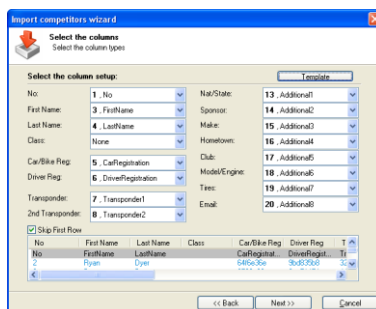 Import competitors wizard
Select the columns
Select the column types
Select the column setup:
Template
No: 1 , No
Nat/State: 13 , Additional1
First Name: 3 , FirstName
Sponsor: 14 , Additional2
Last Name: 4 , LastName
Make: 15 , Additional3
Class: None
Hometown: 16 , Additional4
Car/Bike Reg: 5 , CarRegistration
Club: 17 , Additional5
Driver Reg: 6 , DriverRegistration
Model/Engine: 18 , Additional6
Transponder: 7 , Transponder1
Tires: 19 , Additional7
2nd Transponder: 8 , Transponder2
Email: 20 , Additional8
Skip First Row
No First Name Last Name Class Car/Bike Reg Driver Reg T
No FirstName LastName CarRegistrat... DriverRegist...
2 Ryan Dyer 64f6e36e 9bd835b8 32
<< Back Next >> Cancel